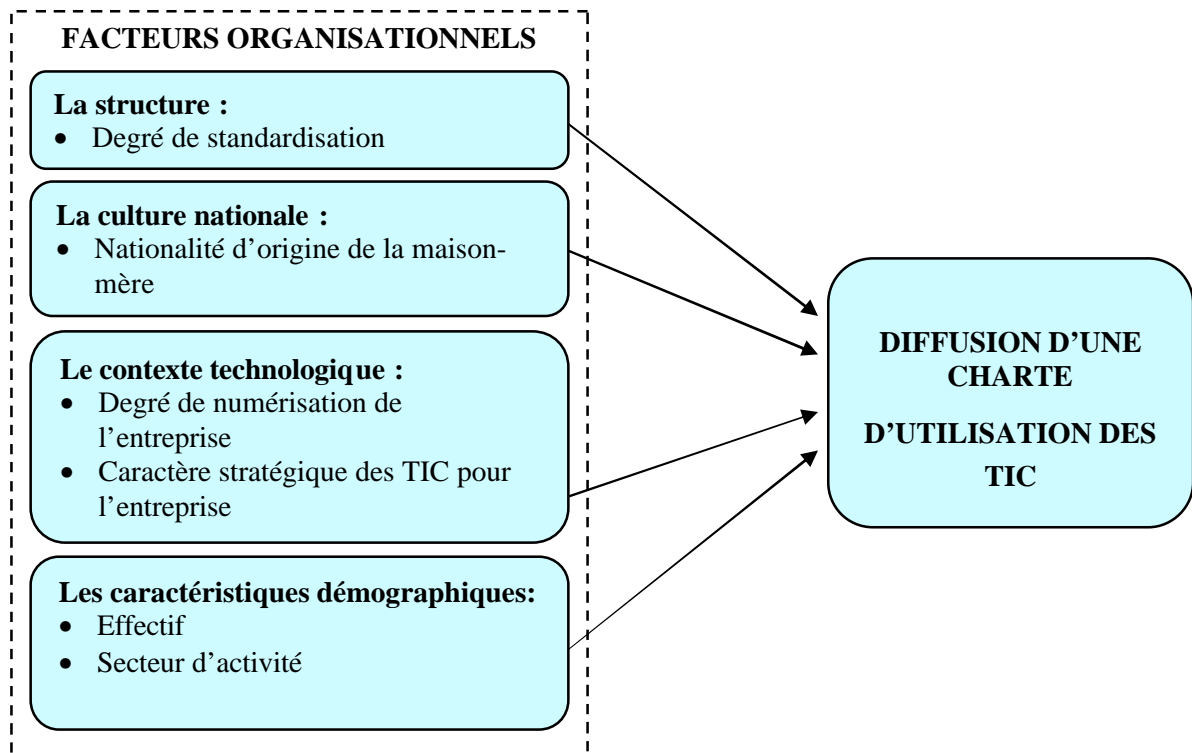 FACTEURS ORGANISATIONNELS
La structure :
• Degré de standardisation
La culture nationale :
• Nationalité d’origine de la maison-
mère
Le contexte technologique :
• Degré de numérisation de
l’entreprise
• Caractère stratégique des TIC pour
l’entreprise
Les caractéristiques démographiques:
• Effectif
• Secteur d’activité
DIFFUSION D’UNE
CHARTE
D’UTILISATION DES
TIC